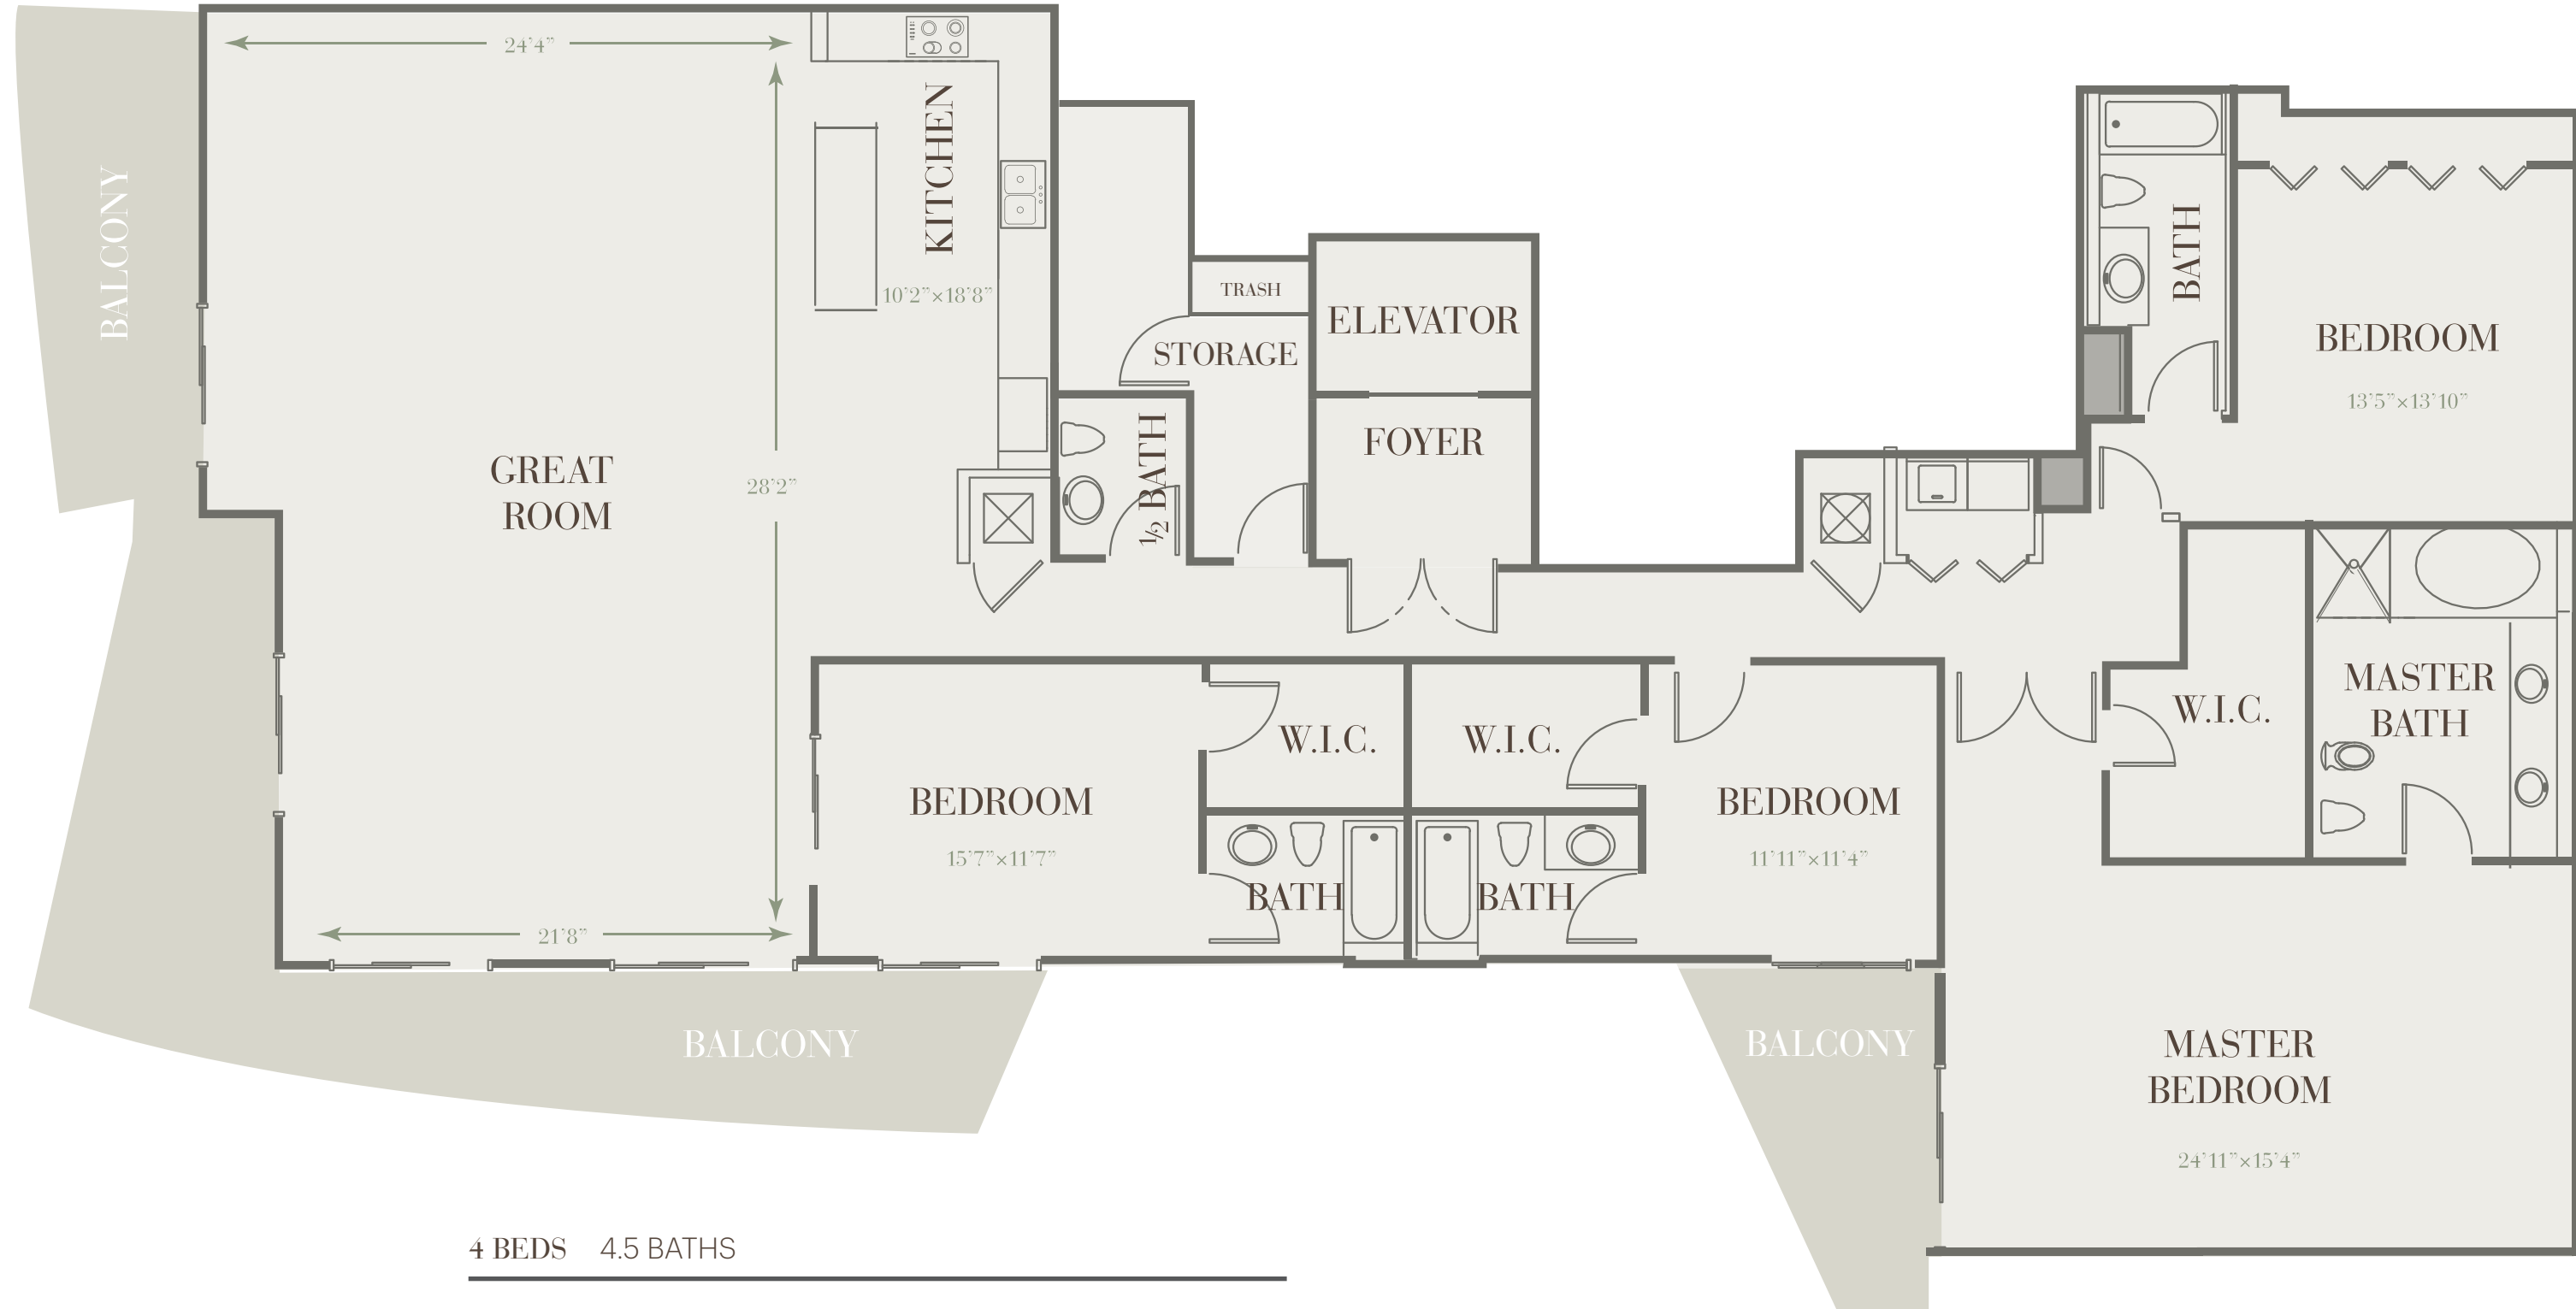 24'4”
BALCONY
KITCHEN
10'2”×18'8”
TRASH
ELEVATOR
STORAGE
FOYER
½ BATH
BATH
BEDROOM
13'5”×13'10”
GREAT
ROOM
28'2”
MASTER
BATH
W.I.C.
W.I.C.
W.I.C.
BEDROOM
15'7”×11'7”
BEDROOM
11'11”×11'4”
BATH
BATH
21'8”
BALCONY
BALCONY
MASTER
BEDROOM
24'11”×15'4”
4 BEDS 4.5 BATHS